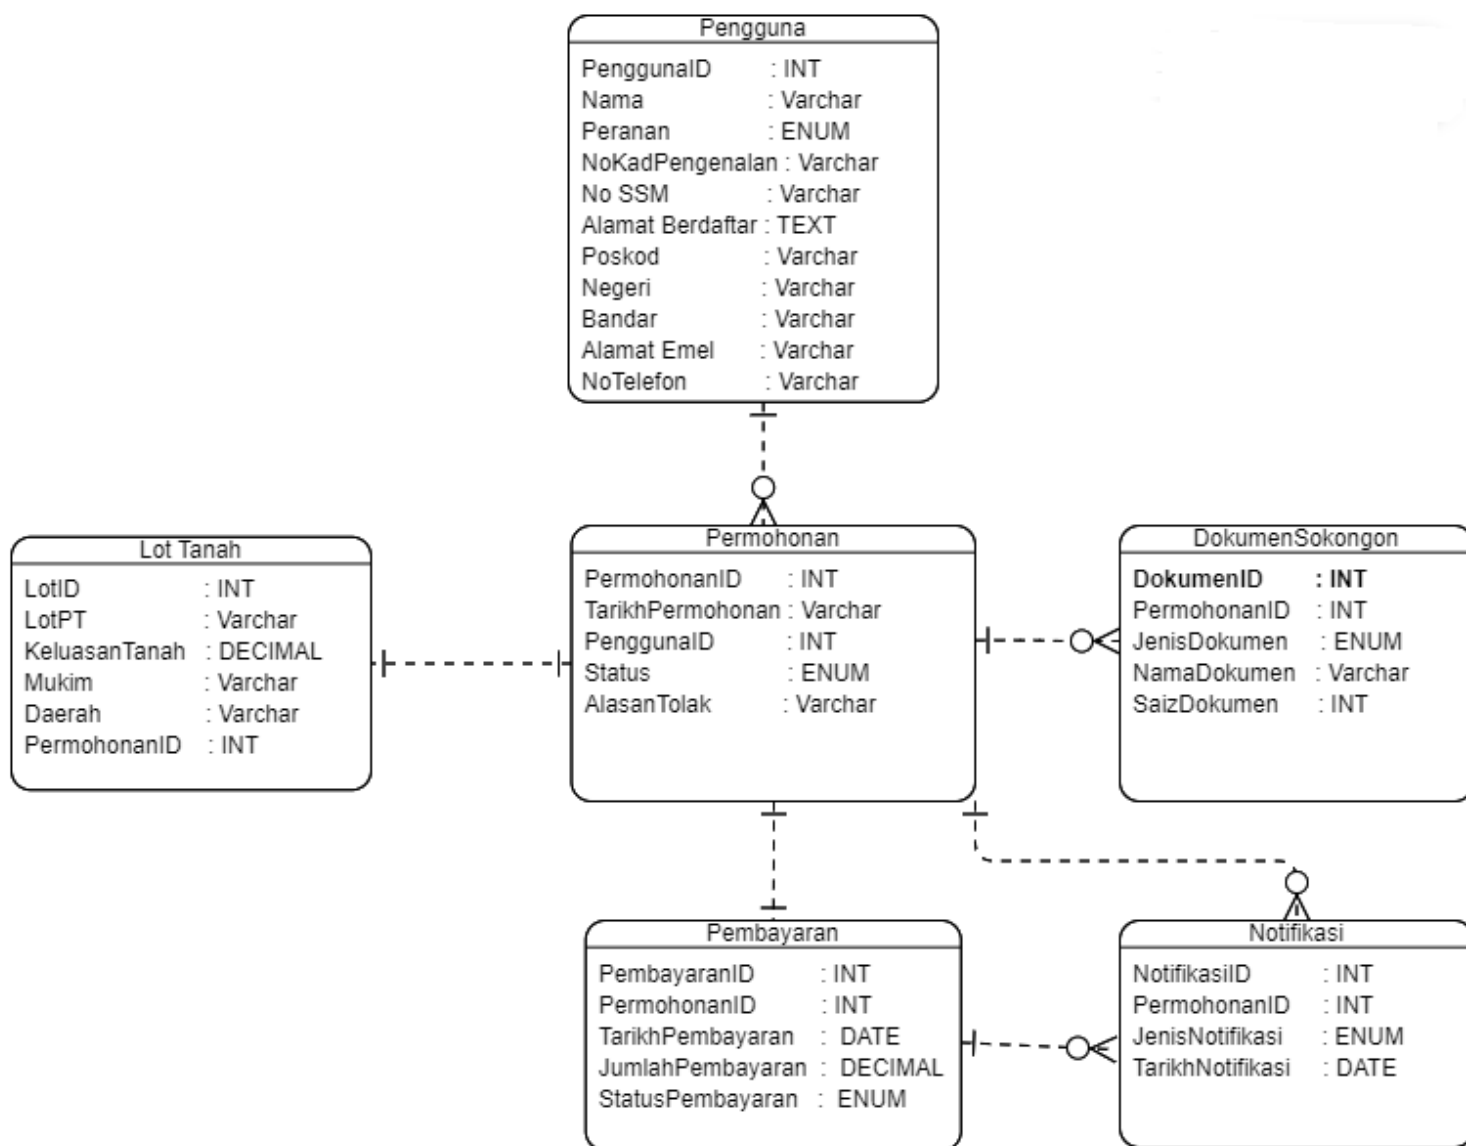 Pengguna
PenggunaID : INT
Nama : Varchar
Peranan : ENUM
NoKadPengenalan : Varchar
No SSM : Varchar
Alamat Berdaftar : TEXT
Poskod : Varchar
Negeri : Varchar
Bandar : Varchar
Alamat Emel : Varchar
NoTelefon : Varchar
Lot Tanah
LotID : INT
LotPT : Varchar
KeluasanTanah : DECIMAL
Mukim : Varchar
Daerah : Varchar
PermohonanID : INT
Permohonan
PermohonanID : INT
TarikhPermohonan : Varchar
PenggunaID : INT
Status : ENUM
AlasanTolak : Varchar
DokumenSokongon
DokumenID : INT
PermohonanID : INT
JenisDokumen : ENUM
NamaDokumen : Varchar
SaizDokumen : INT
Pembayaran
PembayaranID : INT
PermohonanID : INT
TarikhPembayaran : DATE
JumlahPembayaran : DECIMAL
StatusPembayaran : ENUM
Notifikasi
NotifikasiID : INT
PermohonanID : INT
JenisNotifikasi : ENUM
TarikhNotifikasi : DATE